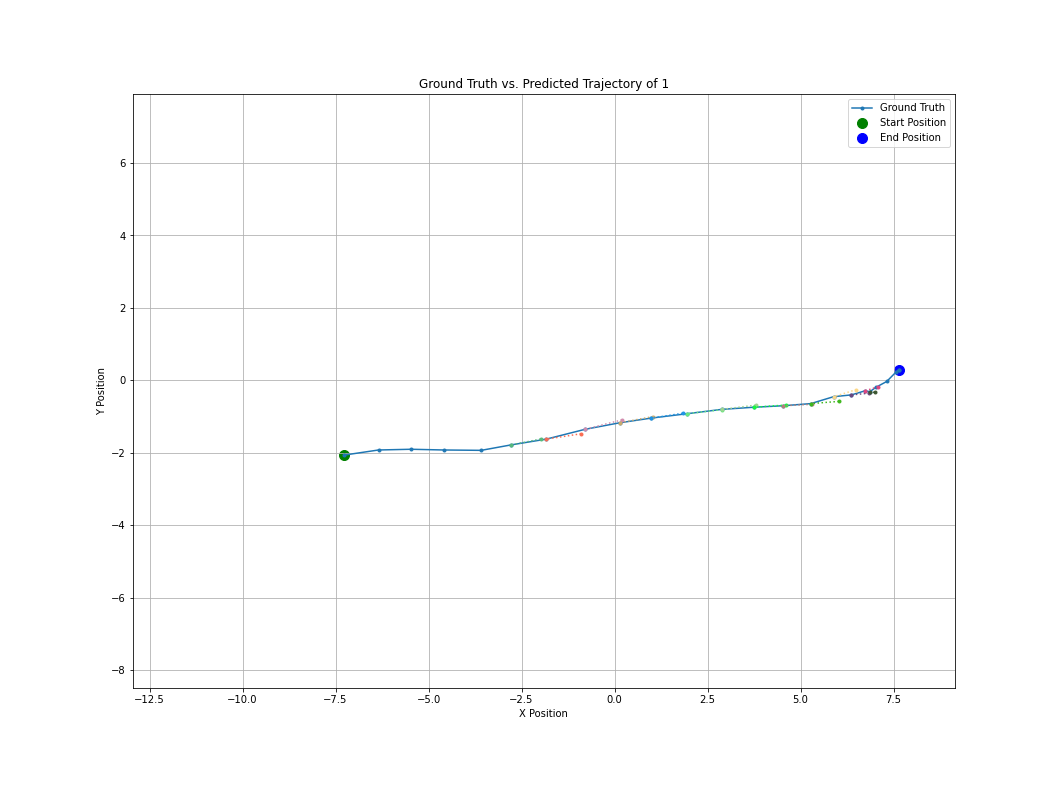 Ground Truth vs. Predicted Trajectory of 1
Ground Truth
Start Position
End Position
6
4
2
0
−2
−4
−6
−8
Y Position
−12.5 −10.0 −7.5 −5.0 −2.5 0.0 2.5 5.0 7.5
X Position